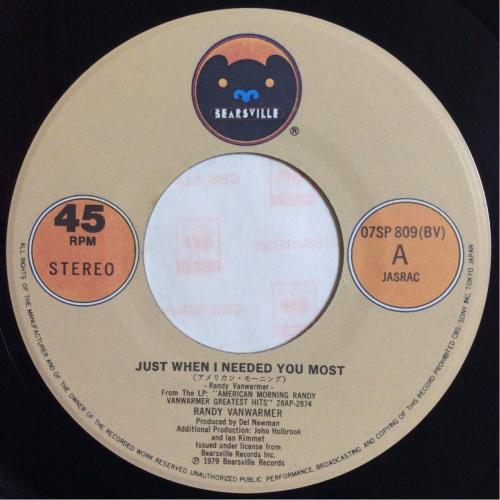 BEARSVILLE
®
45
RPM
STEREO
07SP 809(BV)
A
JASRAC
JUST WHEN I NEEDED YOU MOST
(アメリカン・モーニング)
- Randy Vanwarmer -
From The LP: "AMERICAN MORNING RANDY
VANWARMER GREATEST HITS" 28AP-2874
RANDY VANWARMER
Produced by Del Newman
Additional Production: John Holbrook
and Ian Kimmet
Issued under license from
Bearsville Records Inc.
Ⓟ 1979 Bearsville Records
ALL RIGHTS OF THE MANUFACTURER AND OF THE OWNER OF THE RECORDED WORK RESERVED. UNAUTHORIZED PUBLIC PERFORMANCE, BROADCASTING AND COPYING OF THIS RECORD PROHIBITED CBS/SONY INC. TOKYO JAPAN